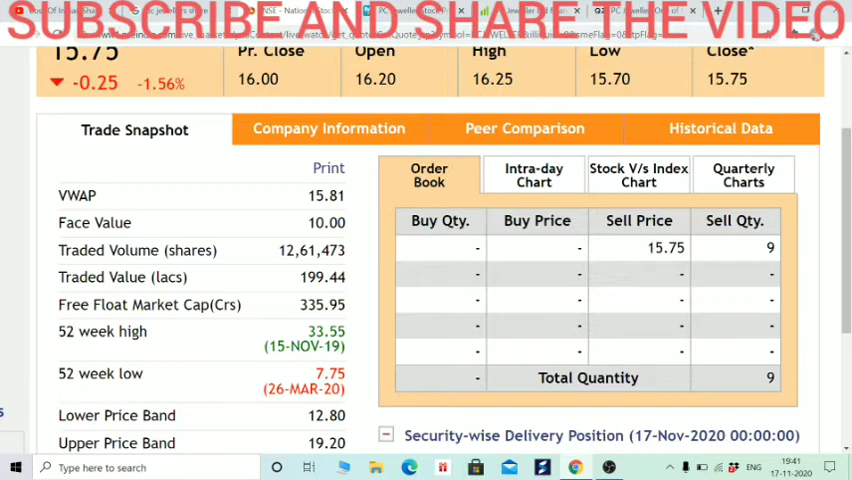 SUBSCRIBE AND SHARE THE VIDEO
15.75
-0.25 -1.56%
Pr. Close Open High Low Close*
16.00 16.20 16.25 15.70 15.75
Trade Snapshot Company Information Peer Comparison Historical Data
Print
VWAP 15.81
Face Value 10.00
Traded Volume (shares) 12,61,473
Traded Value (lacs) 199.44
Free Float Market Cap(Crs) 335.95
52 week high 33.55
(15-NOV-19)
52 week low 7.75
(26-MAR-20)
Lower Price Band 12.80
Upper Price Band 19.20
Order Book Intra-day Chart Stock V/s Index Chart Quarterly Charts
Buy Qty. Buy Price Sell Price Sell Qty.
- - 15.75 9
- - - -
- - - -
- - - -
- - - -
- Total Quantity 9
Security-wise Delivery Position (17-Nov-2020 00:00:00)
Type here to search
ENG
19:41
17-11-2020